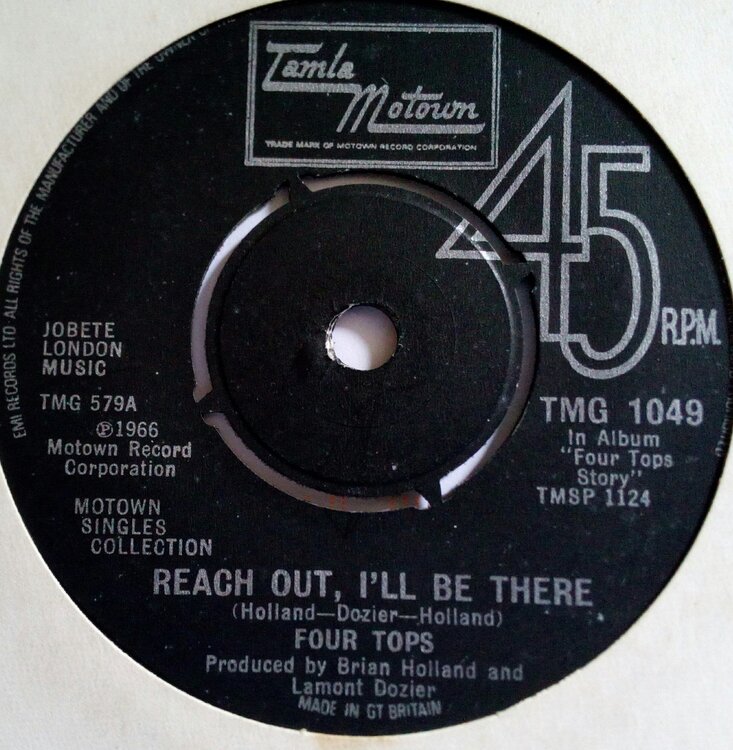 Tamla
Motown
TRADE MARK OF MOTOWN RECORD CORPORATION
45
R.P.M.
EMI RECORDS LTD ALL RIGHTS OF THE MANUFACTURER AND OF THE OWNER OF
JOBETE
LONDON
MUSIC
TMG 579A
℗1966
Motown Record
Corporation
MOTOWN
SINGLES
COLLECTION
TMG 1049
In Album
"Four Tops
Story"
TMSP 1124
REACH OUT, I'LL BE THERE
(Holland—Dozier—Holland)
FOUR TOPS
Produced by Brian Holland and
Lamont Dozier
MADE IN GT BRITAIN